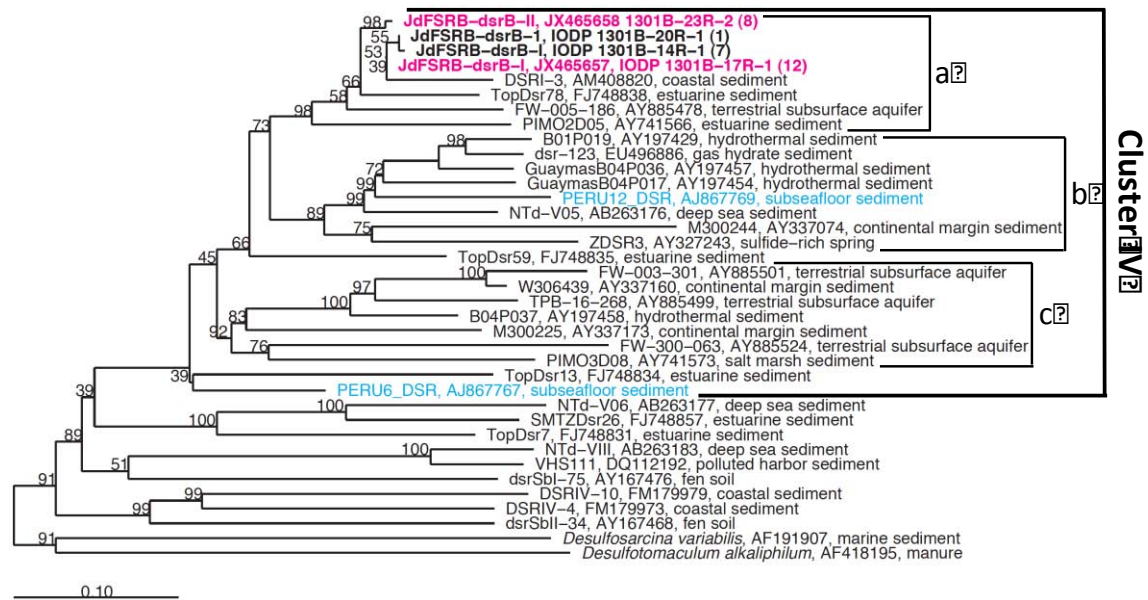 98 JdFSRB–dsrB–II, JX465658 1301B–23R–2 (8)
55 JdFSRB–dsrB–1, IODP 1301B–20R–1 (1)
53 JdFSRB–dsrB–I, IODP 1301B–14R–1 (7)
39 JdFSRB–dsrB–I, JX465657, IODP 1301B–17R–1 (12)
66 DSRI–3, AM408820, coastal sediment
a
58 TopDsr78, FJ748838, estuarine sediment
98 FW–005–186, AY885478, terrestrial subsurface aquifer
73 PIMO2D05, AY741566, estuarine sediment
98 B01P019, AY197429, hydrothermal sediment
dsr–123, EU496886, gas hydrate sediment
72 GuaymasB04P036, AY197457, hydrothermal sediment
99 GuaymasB04P017, AY197454, hydrothermal sediment
99 PERU12_DSR, AJ867769, subseafloor sediment
b
89 NTd–V05, AB263176, deep sea sediment
75 M300244, AY337074, continental margin sediment
ZDSR3, AY327243, sulfide–rich spring
66 TopDsr59, FJ748835, estuarine sediment
45 100 FW–003–301, AY885501, terrestrial subsurface aquifer
97 W306439, AY337160, continental margin sediment
100 TPB–16–268, AY885499, terrestrial subsurface aquifer
83 B04P037, AY197458, hydrothermal sediment
c
92 M300225, AY337173, continental margin sediment
76 FW–300–063, AY885524, terrestrial subsurface aquifer
PIMO3D08, AY741573, salt marsh sediment
39 TopDsr13, FJ748834, estuarine sediment
39 PERU6_DSR, AJ867767, subseafloor sediment
Cluster IV
100 NTd–V06, AB263177, deep sea sediment
100 SMTZDsr26, FJ748857, estuarine sediment
89 TopDsr7, FJ748831, estuarine sediment
100 NTd–VIII, AB263183, deep sea sediment
51 VHS111, DQ112192, polluted harbor sediment
91 dsrSbI–75, AY167476, fen soil
99 DSRIV–10, FM179979, coastal sediment
99 DSRIV–4, FM179973, coastal sediment
dsrSbII–34, AY167468, fen soil
91 Desulfosarcina variabilis, AF191907, marine sediment
Desulfotomaculum alkaliphilum, AF418195, manure
0.10